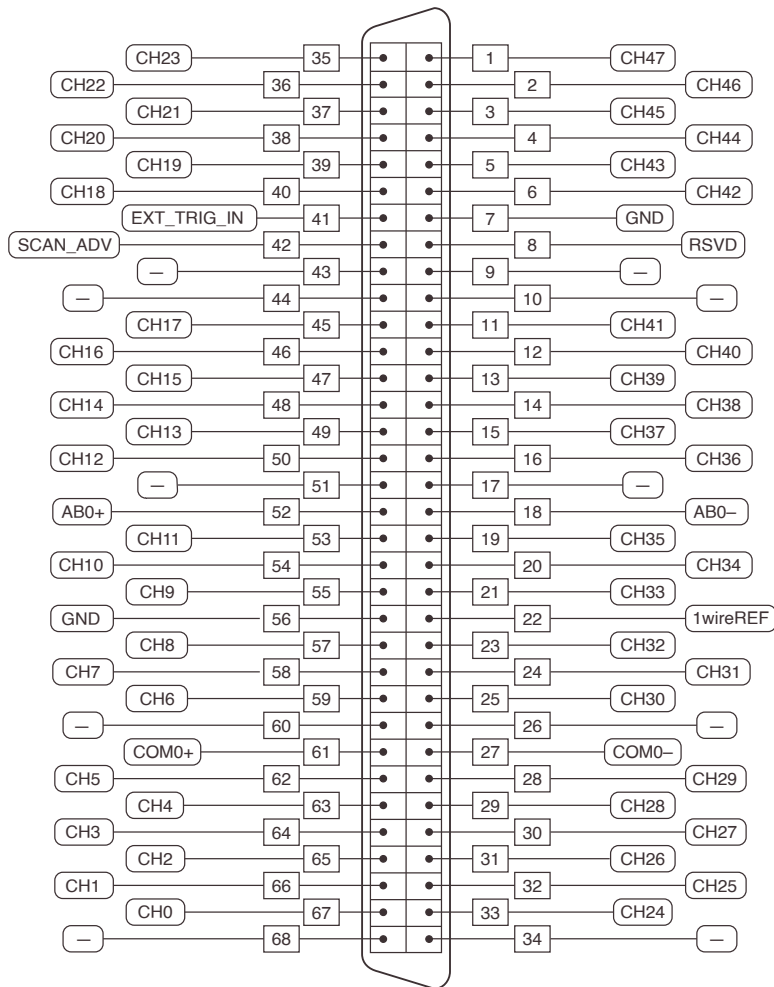 CH23 35 1 CH47
CH22 36 2 CH46
CH21 37 3 CH45
CH20 38 4 CH44
CH19 39 5 CH43
CH18 40 6 CH42
EXT_TRIG_IN 41 7 GND
SCAN_ADV 42 8 RSVD
— 43 9 —
— 44 10 —
CH17 45 11 CH41
CH16 46 12 CH40
CH15 47 13 CH39
CH14 48 14 CH38
CH13 49 15 CH37
CH12 50 16 CH36
— 51 17 —
AB0+ 52 18 AB0–
CH11 53 19 CH35
CH10 54 20 CH34
CH9 55 21 CH33
GND 56 22 1wireREF
CH8 57 23 CH32
CH7 58 24 CH31
CH6 59 25 CH30
— 60 26 —
COM0+ 61 27 COM0–
CH5 62 28 CH29
CH4 63 29 CH28
CH3 64 30 CH27
CH2 65 31 CH26
CH1 66 32 CH25
CH0 67 33 CH24
— 68 34 —